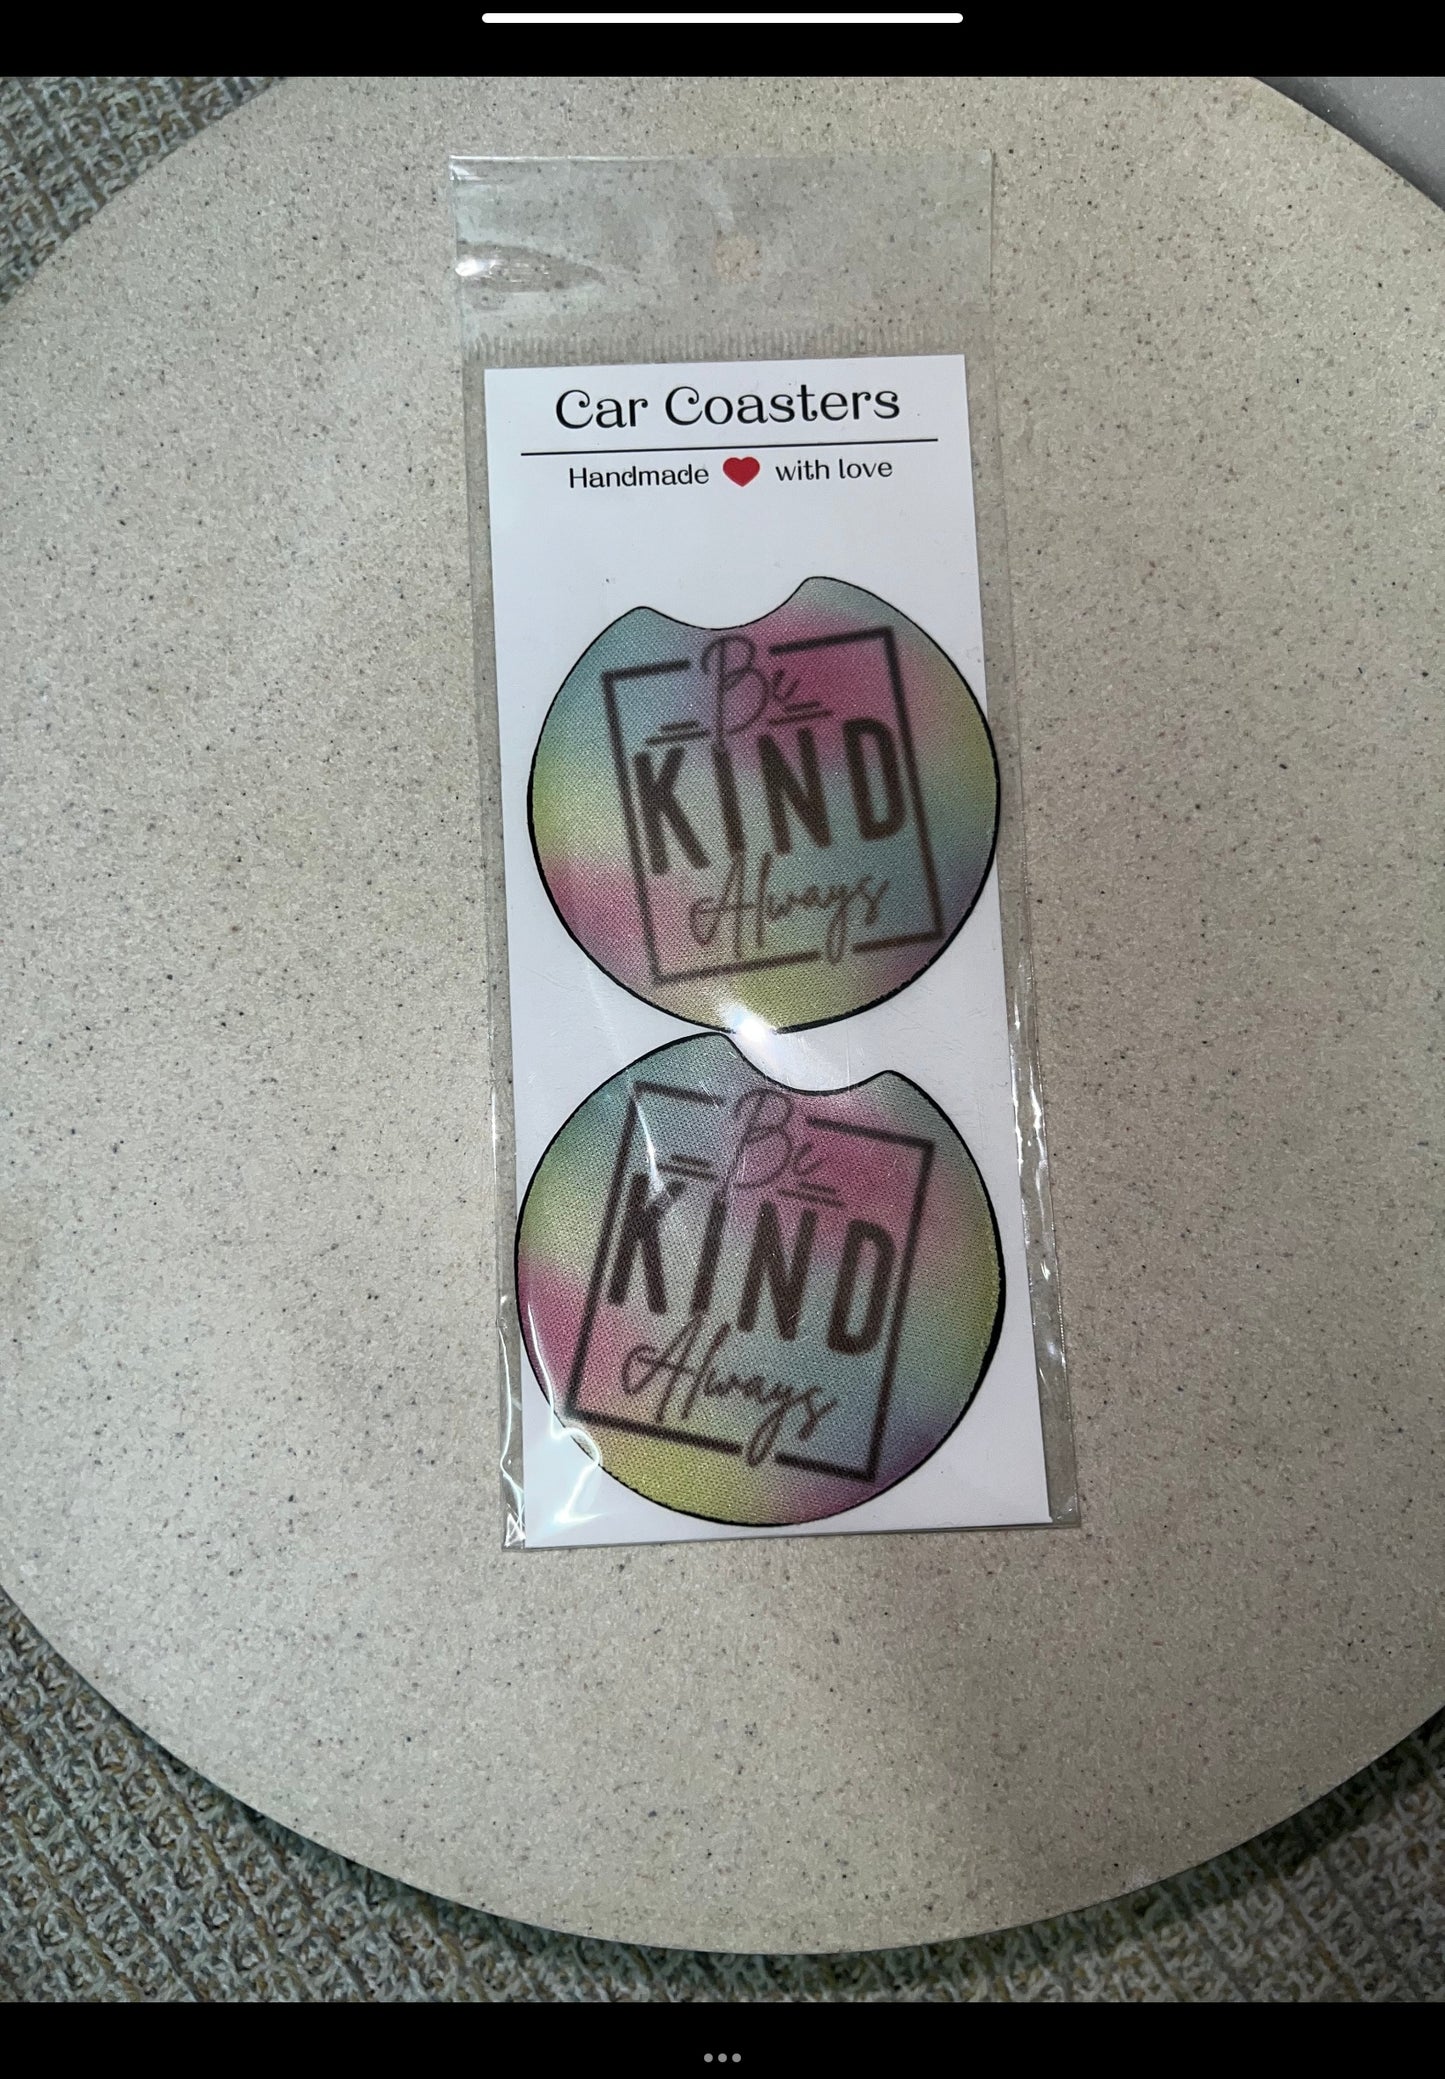 Car Coasters
Handmade ❤️ with love
Be
KIND
Always
Be
KIND
Always